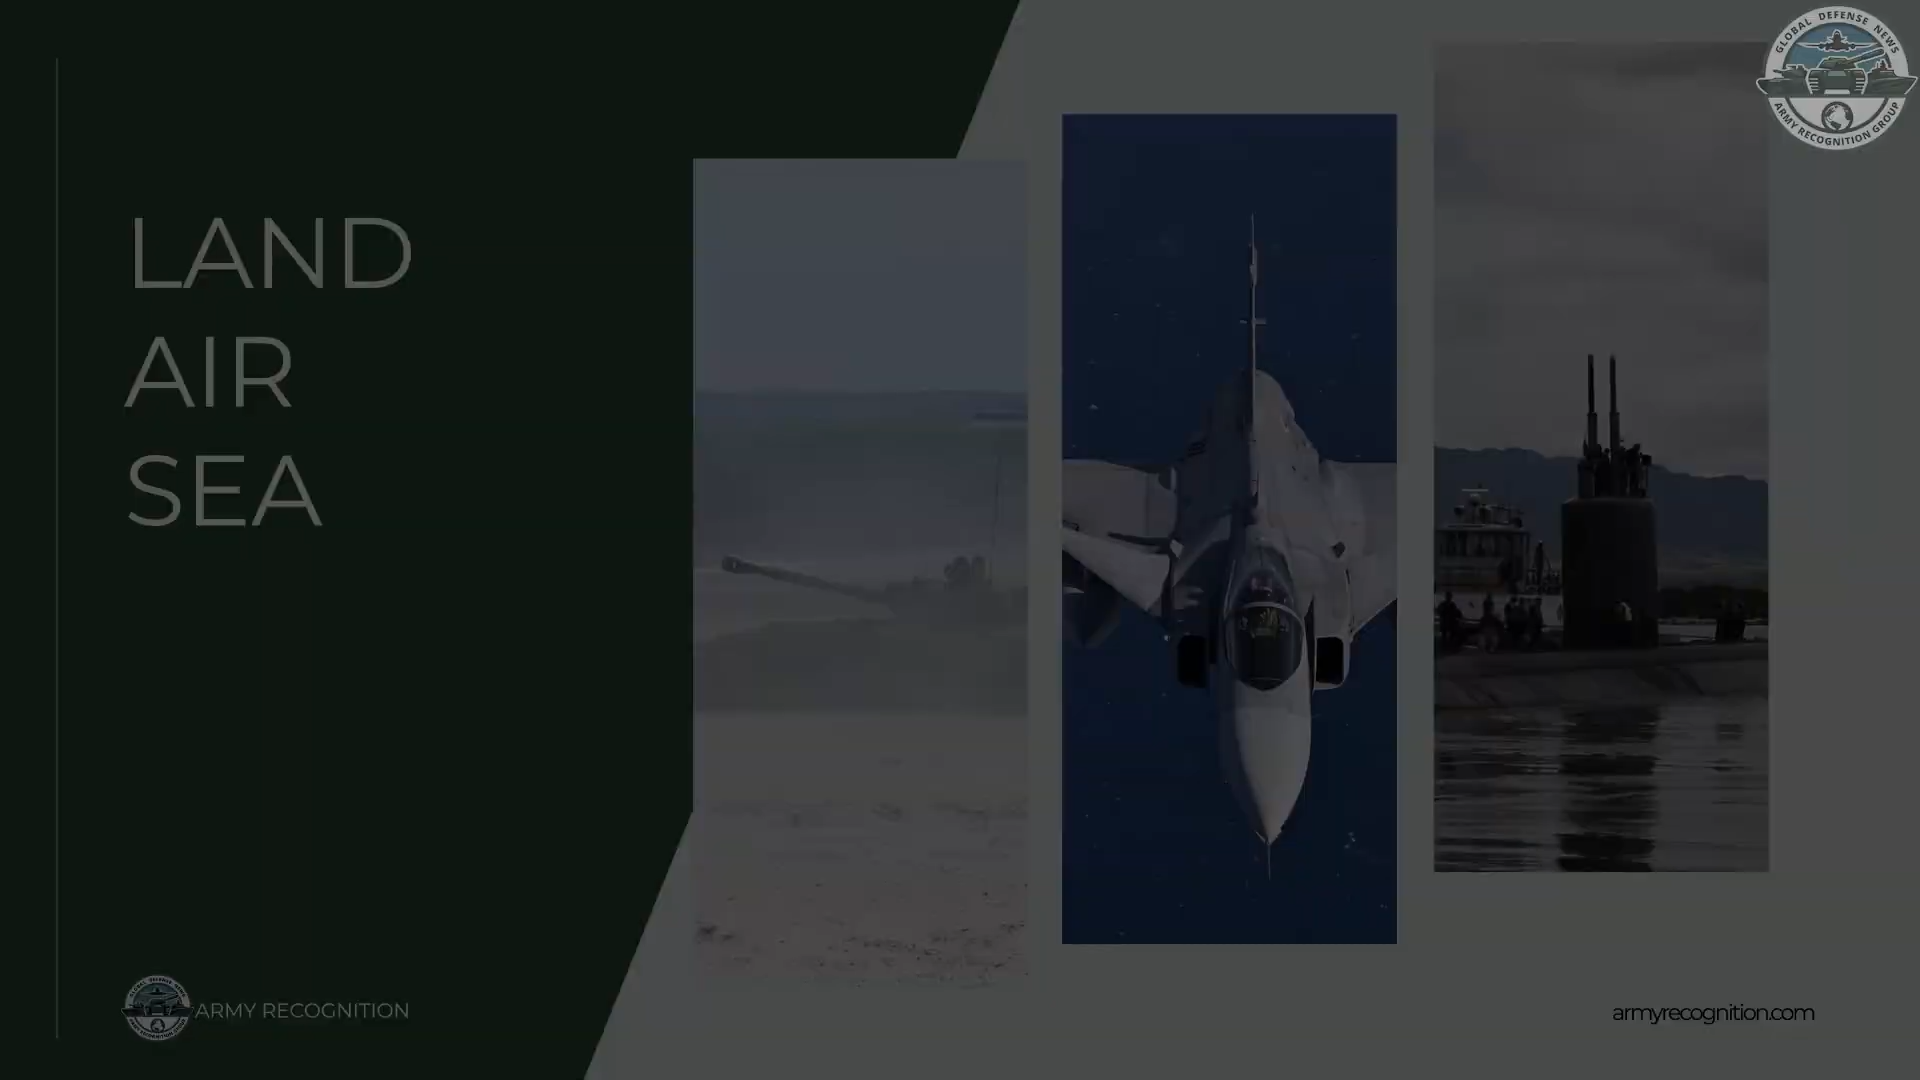 GLOBAL DEFENSE NEWS
ARMY RECOGNITION GROUP
LAND
AIR
SEA
ARMY RECOGNITION
armyrecognition.com